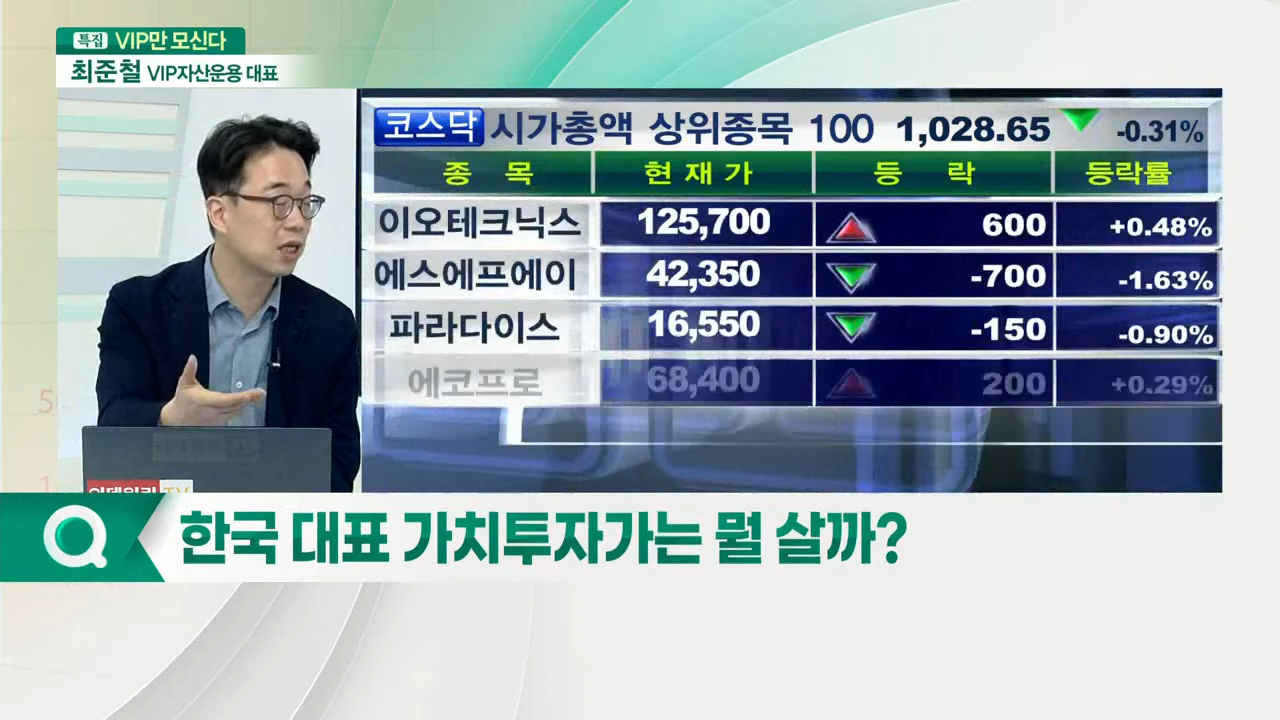 특집 VIP만 모신다
최준철 VIP자산운용 대표
코스닥 시가총액 상위종목 100 1,028.65 -0.31%
종 목 현 재 가 등 락 등락률
이오테크닉스 125,700 600 +0.48%
에스에프에이 42,350 -700 -1.63%
파라다이스 16,550 -150 -0.90%
에코프로 68,400 200 +0.29%
이데일리 TV
Q 한국 대표 가치투자가는 뭘 살까?